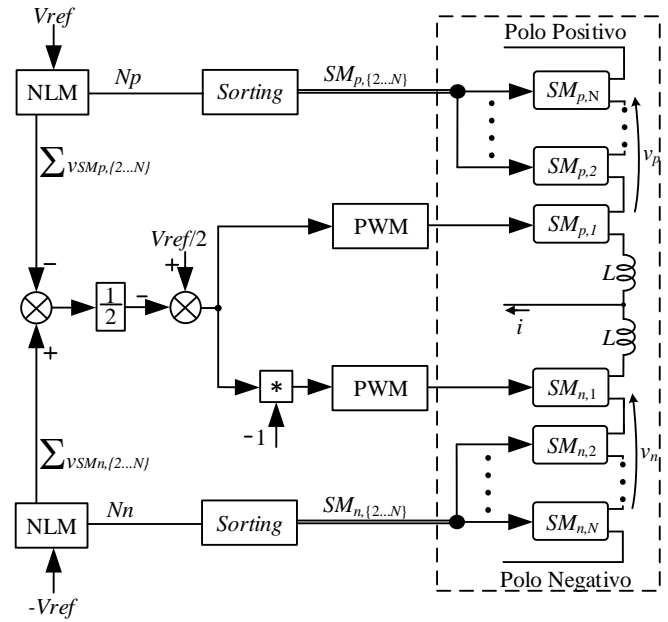 Vref
Polo Positivo
NLM
Np
Sorting
SMp,{2...N}
SMp,N
∑vSMp,{2...N}
SMp,2
vp
Vref/2
PWM
SMp,1
−
+
L
1/2
−
i
+
L
*
PWM
SMn,1
−1
SMn,2
vn
∑vSMn,{2...N}
NLM
Nn
Sorting
SMn,{2...N}
SMn,N
Polo Negativo
-Vref